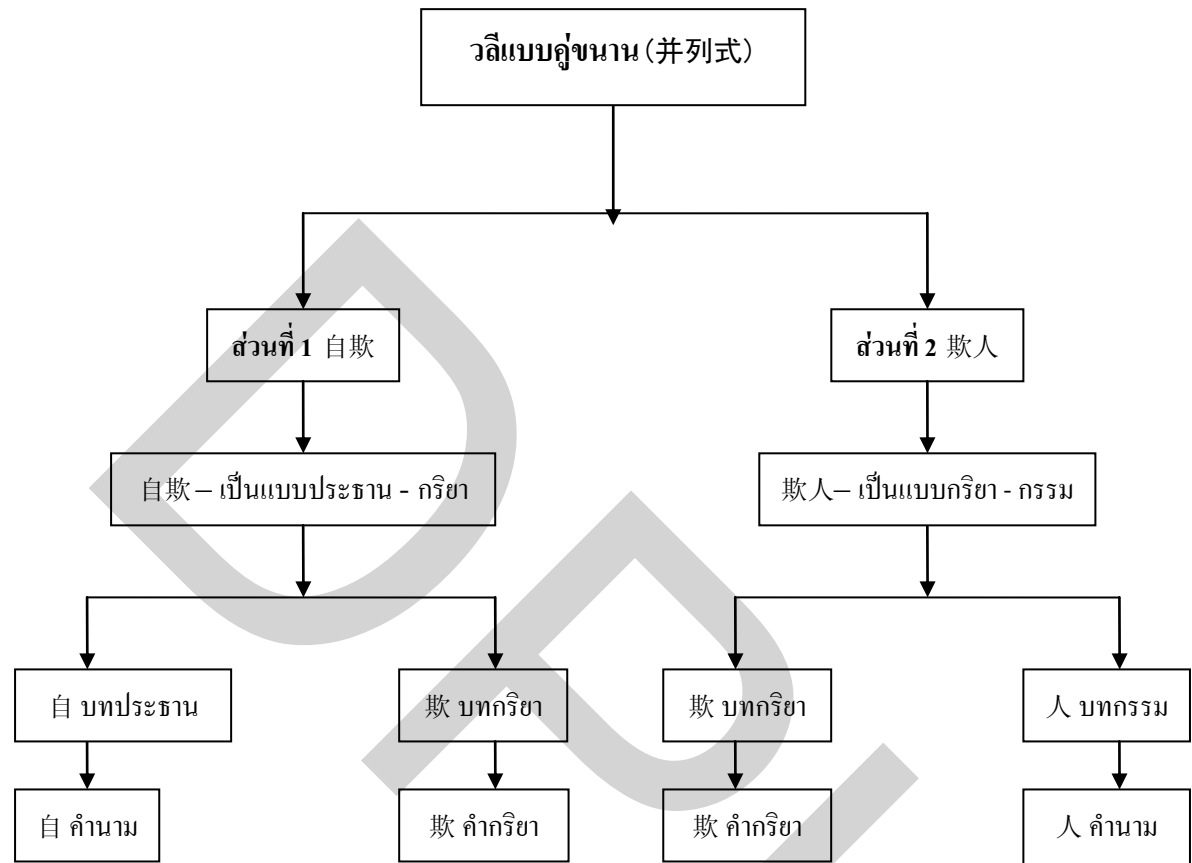 วลีแบบคู่ขนาน (并列式)
ส่วนที่ 1 自欺
ส่วนที่ 2 欺人
自欺 – เป็นแบบประธาน - กริยา
欺人– เป็นแบบกริยา - กรรม
自 บทประธาน
欺 บทกริยา
欺 บทกริยา
人 บทกรรม
自 คำนาม
欺 คำกริยา
欺 คำกริยา
人 คำนาม